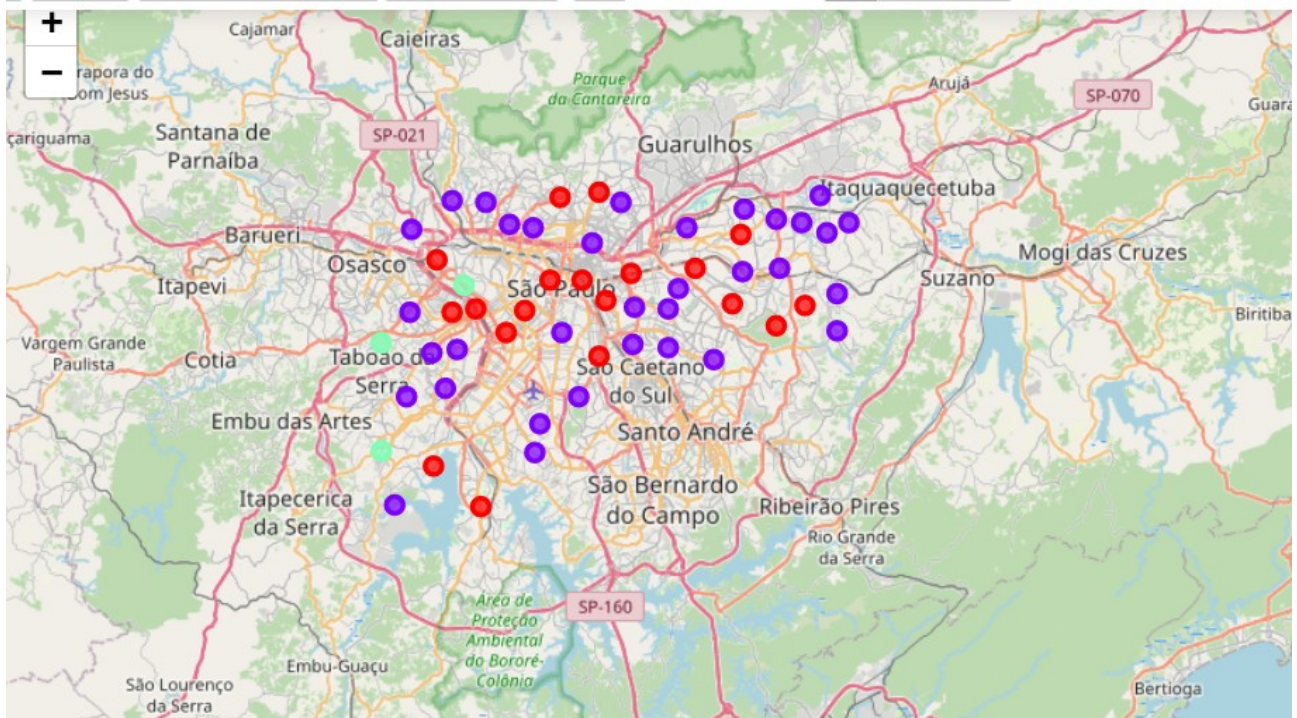 +
Cajamar
Caieiras
−
rapora do
Bom Jesus
Parque
da Cantareira
Arujá
SP-070
Guara
çariguama
Santana de
Parnaíba
SP-021
Guarulhos
Itaquaquecetuba
Barueri
Osasco
Mogi das Cruzes
Itapevi
São Paulo
Suzano
Biritiba
Vargem Grande
Paulista
Cotia
Taboão da
Serra
São Caetano
do Sul
Embu das Artes
Santo André
Itapecerica
da Serra
São Bernardo
do Campo
Ribeirão Pires
Rio Grande
da Serra
Área de
Proteção
Ambiental
do Bororé-
Colônia
SP-160
Embu-Guaçu
São Lourenço
da Serra
Bertioga